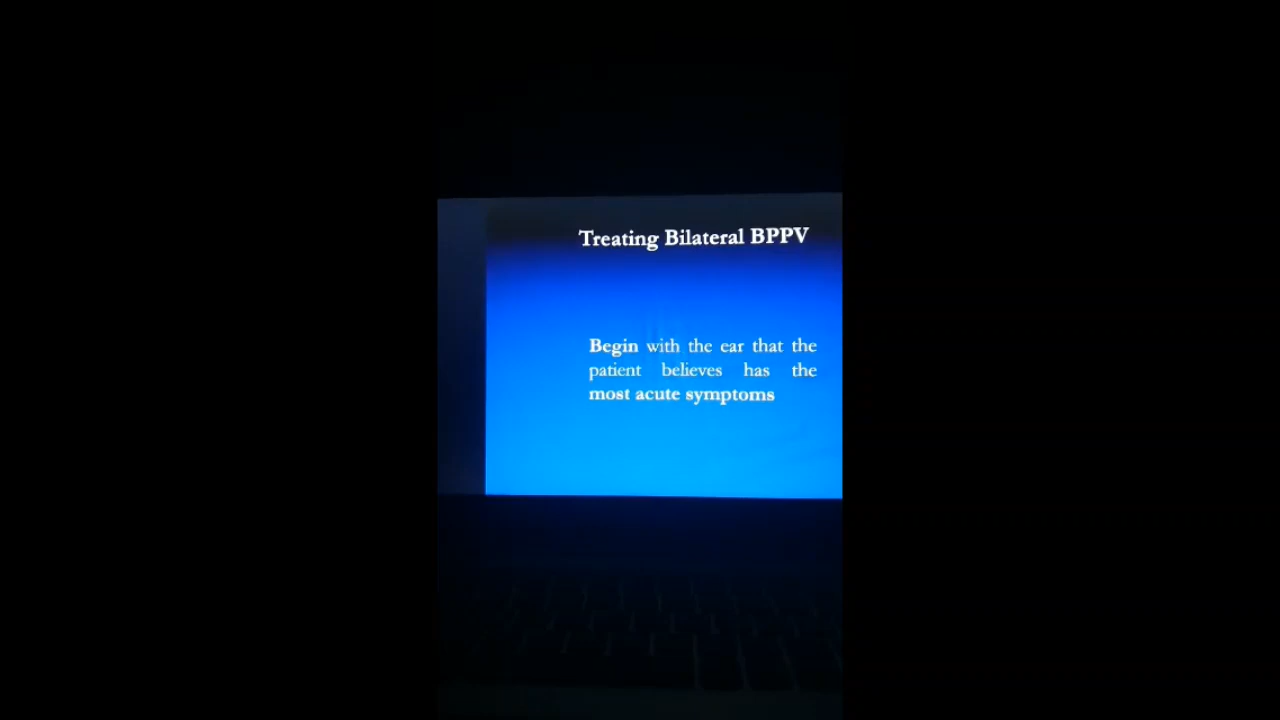 Treating Bilateral BPPV
Begin with the ear that the
patient believes has the
most acute symptoms